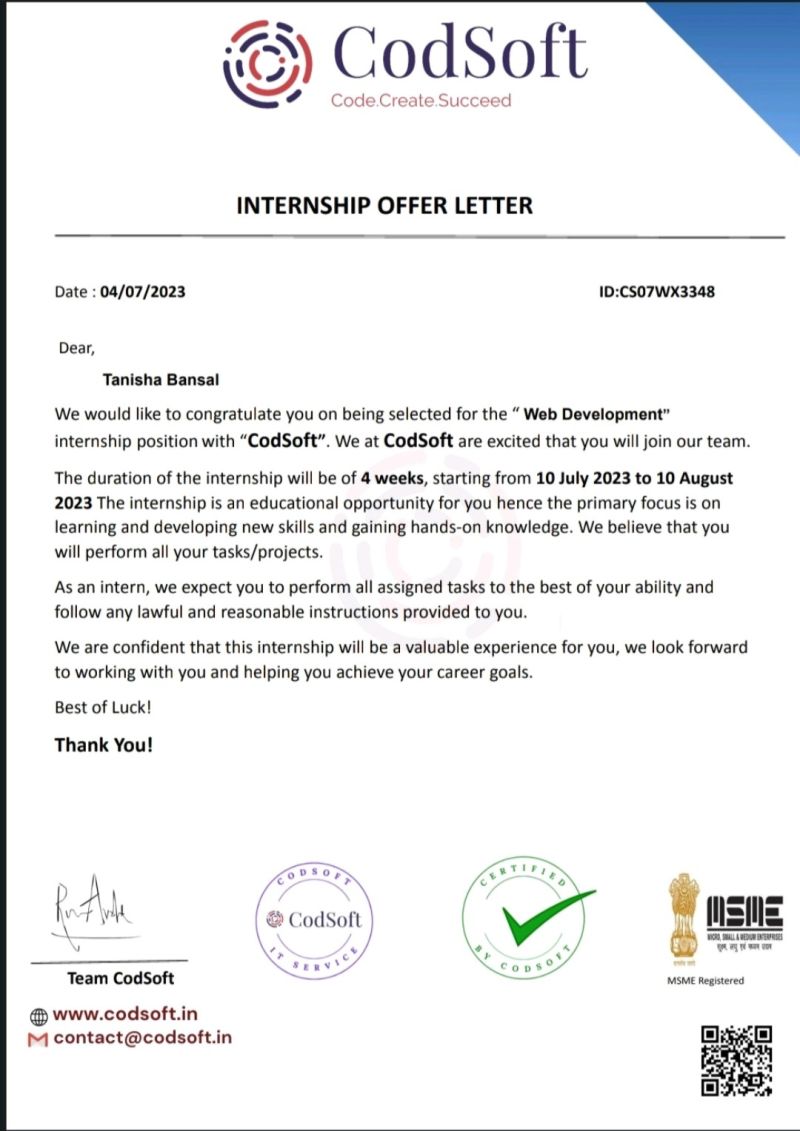 CodSoft
Code.Create.Succeed
INTERNSHIP OFFER LETTER
Date : 04/07/2023
ID:CS07WX3348
Dear,
Tanisha Bansal
We would like to congratulate you on being selected for the “ Web Development”
internship position with “CodSoft”. We at CodSoft are excited that you will join our team.
The duration of the internship will be of 4 weeks, starting from 10 July 2023 to 10 August
2023 The internship is an educational opportunity for you hence the primary focus is on
learning and developing new skills and gaining hands-on knowledge. We believe that you
will perform all your tasks/projects.
As an intern, we expect you to perform all assigned tasks to the best of your ability and
follow any lawful and reasonable instructions provided to you.
We are confident that this internship will be a valuable experience for you, we look forward
to working with you and helping you achieve your career goals.
Best of Luck!
Thank You!
Team CodSoft
CODSOFT
CodSoft
IT SERVICE
CERTIFIED
BY CODSOFT
MSME
MICRO, SMALL & MEDIUM ENTERPRISES
सूक्ष्म, लघु एवं मध्यम उद्यम
MSME Registered
www.codsoft.in
contact@codsoft.in